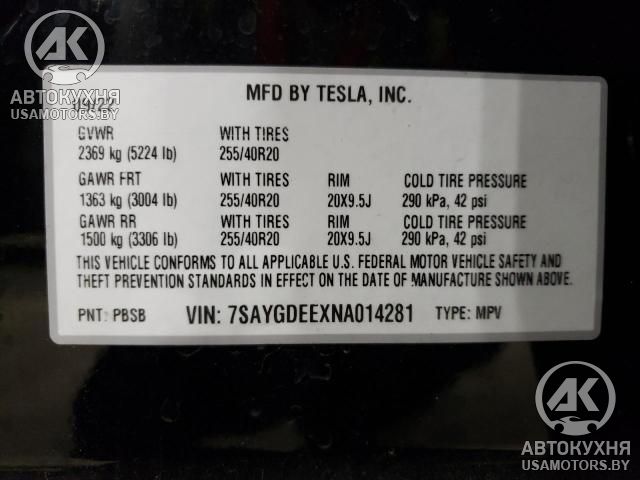 AK
АВТОКУХНЯ
USAMOTORS.BY
MFD BY TESLA, INC.
GVWR WITH TIRES
2369 kg (5224 lb) 255/40R20
GAWR FRT WITH TIRES RIM COLD TIRE PRESSURE
1363 kg (3004 lb) 255/40R20 20X9.5J 290 kPa, 42 psi
GAWR RR WITH TIRES RIM COLD TIRE PRESSURE
1500 kg (3306 lb) 255/40R20 20X9.5J 290 kPa, 42 psi
THIS VEHICLE CONFORMS TO ALL APPLICABLE U.S. FEDERAL MOTOR VEHICLE SAFETY AND
THEFT PREVENTION STANDARDS IN EFFECT ON THE DATE OF MANUFACTURE SHOWN ABOVE.
PNT: PBSB VIN: 7SAYGDEEXNA014281 TYPE: MPV
AK
АВТОКУХНЯ
USAMOTORS.BY